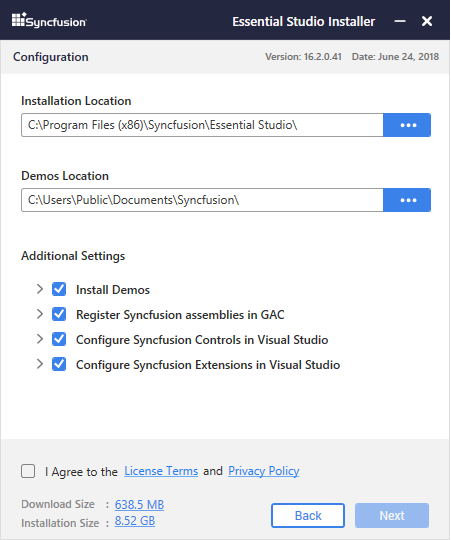 Syncfusion® Essential Studio Installer
Configuration Version: 16.2.0.41 Date: June 24, 2018
Installation Location
C:\Program Files (x86)\Syncfusion\Essential Studio\
Demos Location
C:\Users\Public\Documents\Syncfusion\
Additional Settings
Install Demos
Register Syncfusion assemblies in GAC
Configure Syncfusion Controls in Visual Studio
Configure Syncfusion Extensions in Visual Studio
I Agree to the License Terms and Privacy Policy
Download Size : 638.5 MB
Installation Size : 8.52 GB
Back Next